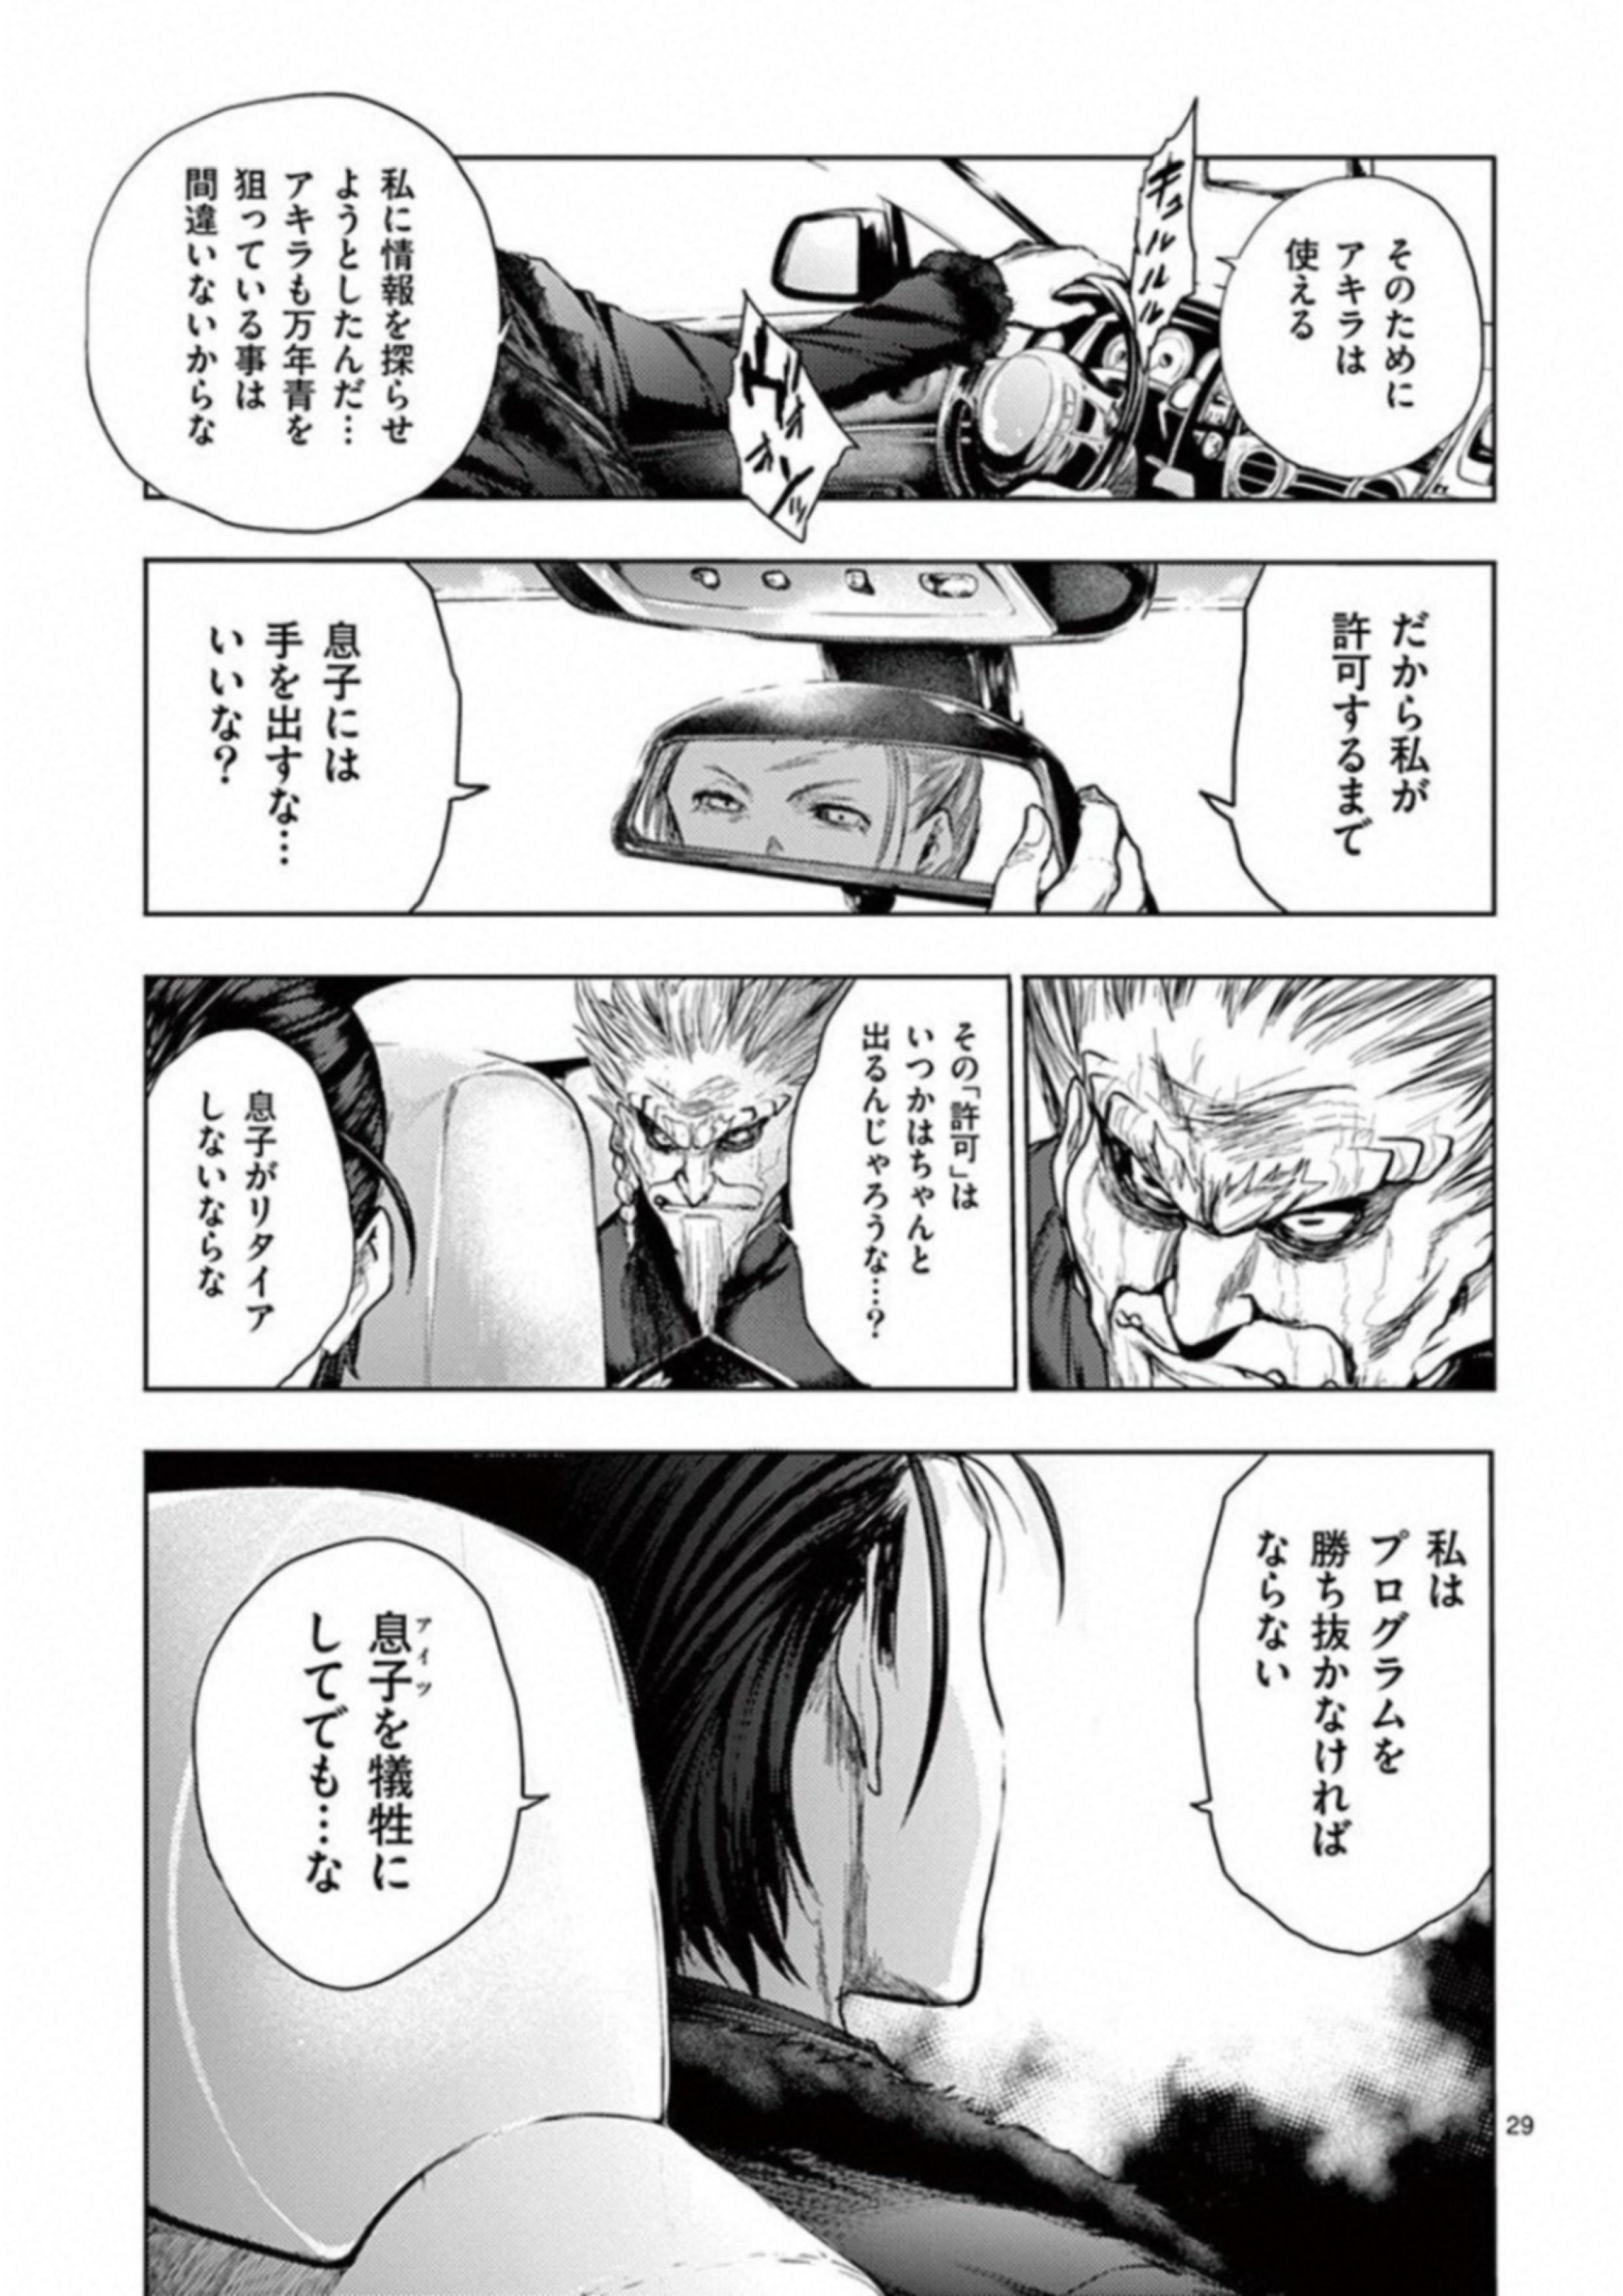 そのために
アキラは
使える
キュルルルル
ドォオンッ
私に情報を探らせ
ようとしたんだ…
アキラも万年青を
狙っている事は
間違いないからな
だから私が
許可するまで
息子には
手を出すな…
いいな?
その「許可」は
いつかはちゃんと
出るんじゃろうな…?
息子がリタイア
しないならな
私は
プログラムを
勝ち抜かなければ
ならない
アイツ
息子を犠牲に
してでも…な
29